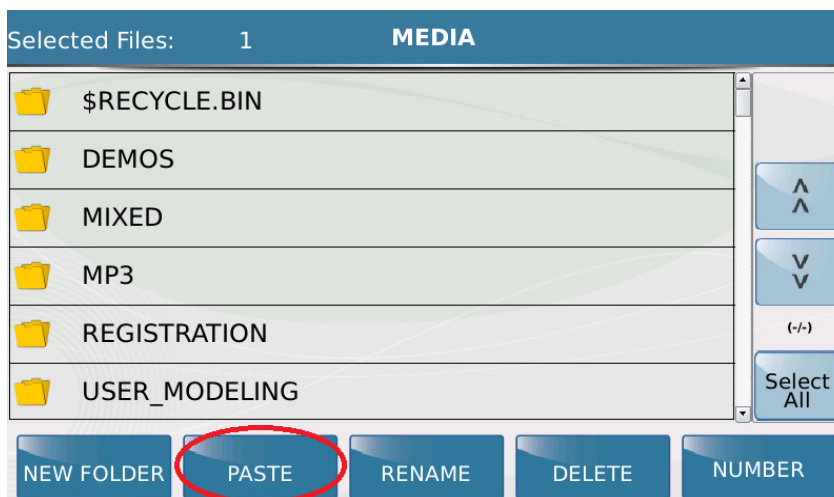 Selected Files: 1 MEDIA
$RECYCLE.BIN
DEMOS
MIXED
MP3
REGISTRATION
USER_MODELING
(-/-)
Select
All
NEW FOLDER PASTE RENAME DELETE NUMBER